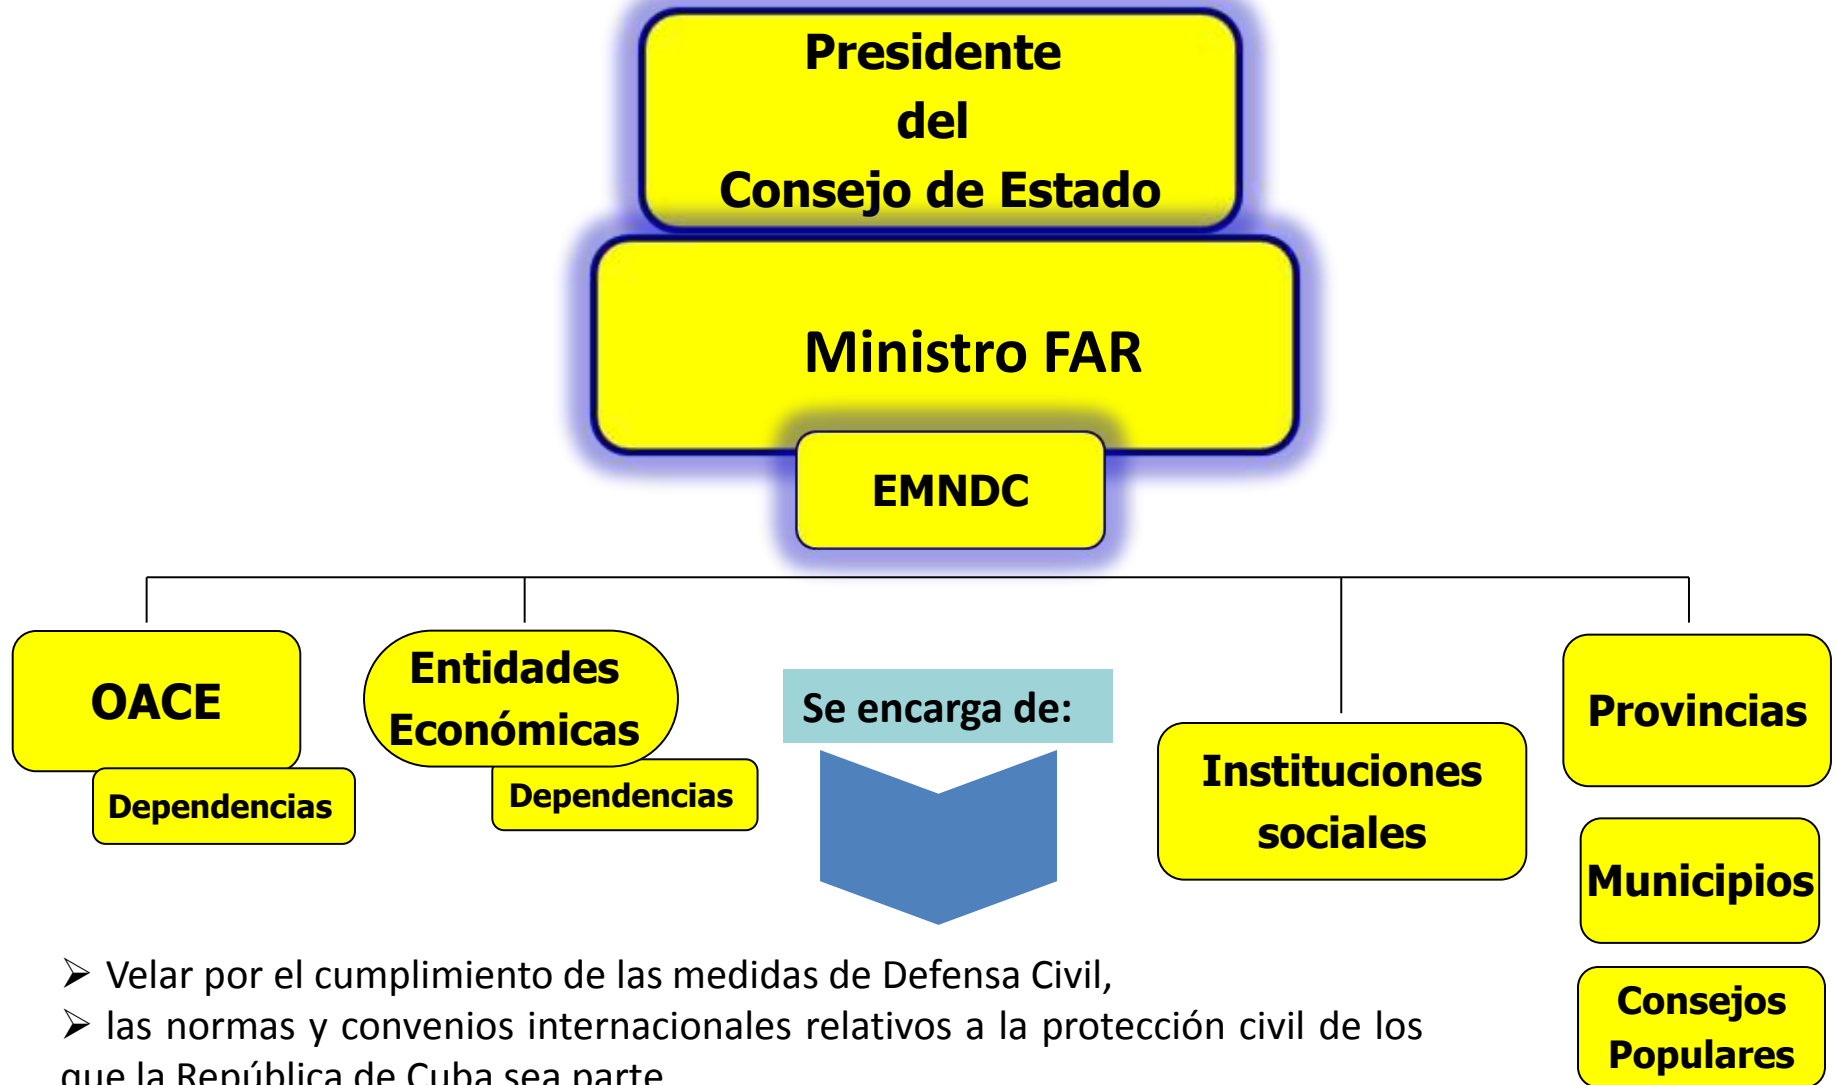 Presidente
del
Consejo de Estado
Ministro FAR
EMNDC
OACE
Dependencias
Entidades
Económicas
Dependencias
Se encarga de:
Instituciones
sociales
Provincias
Municipios
Consejos
Populares
➢ Velar por el cumplimiento de las medidas de Defensa Civil,
➢ las normas y convenios internacionales relativos a la protección civil de los
que la República de Cuba sea parte